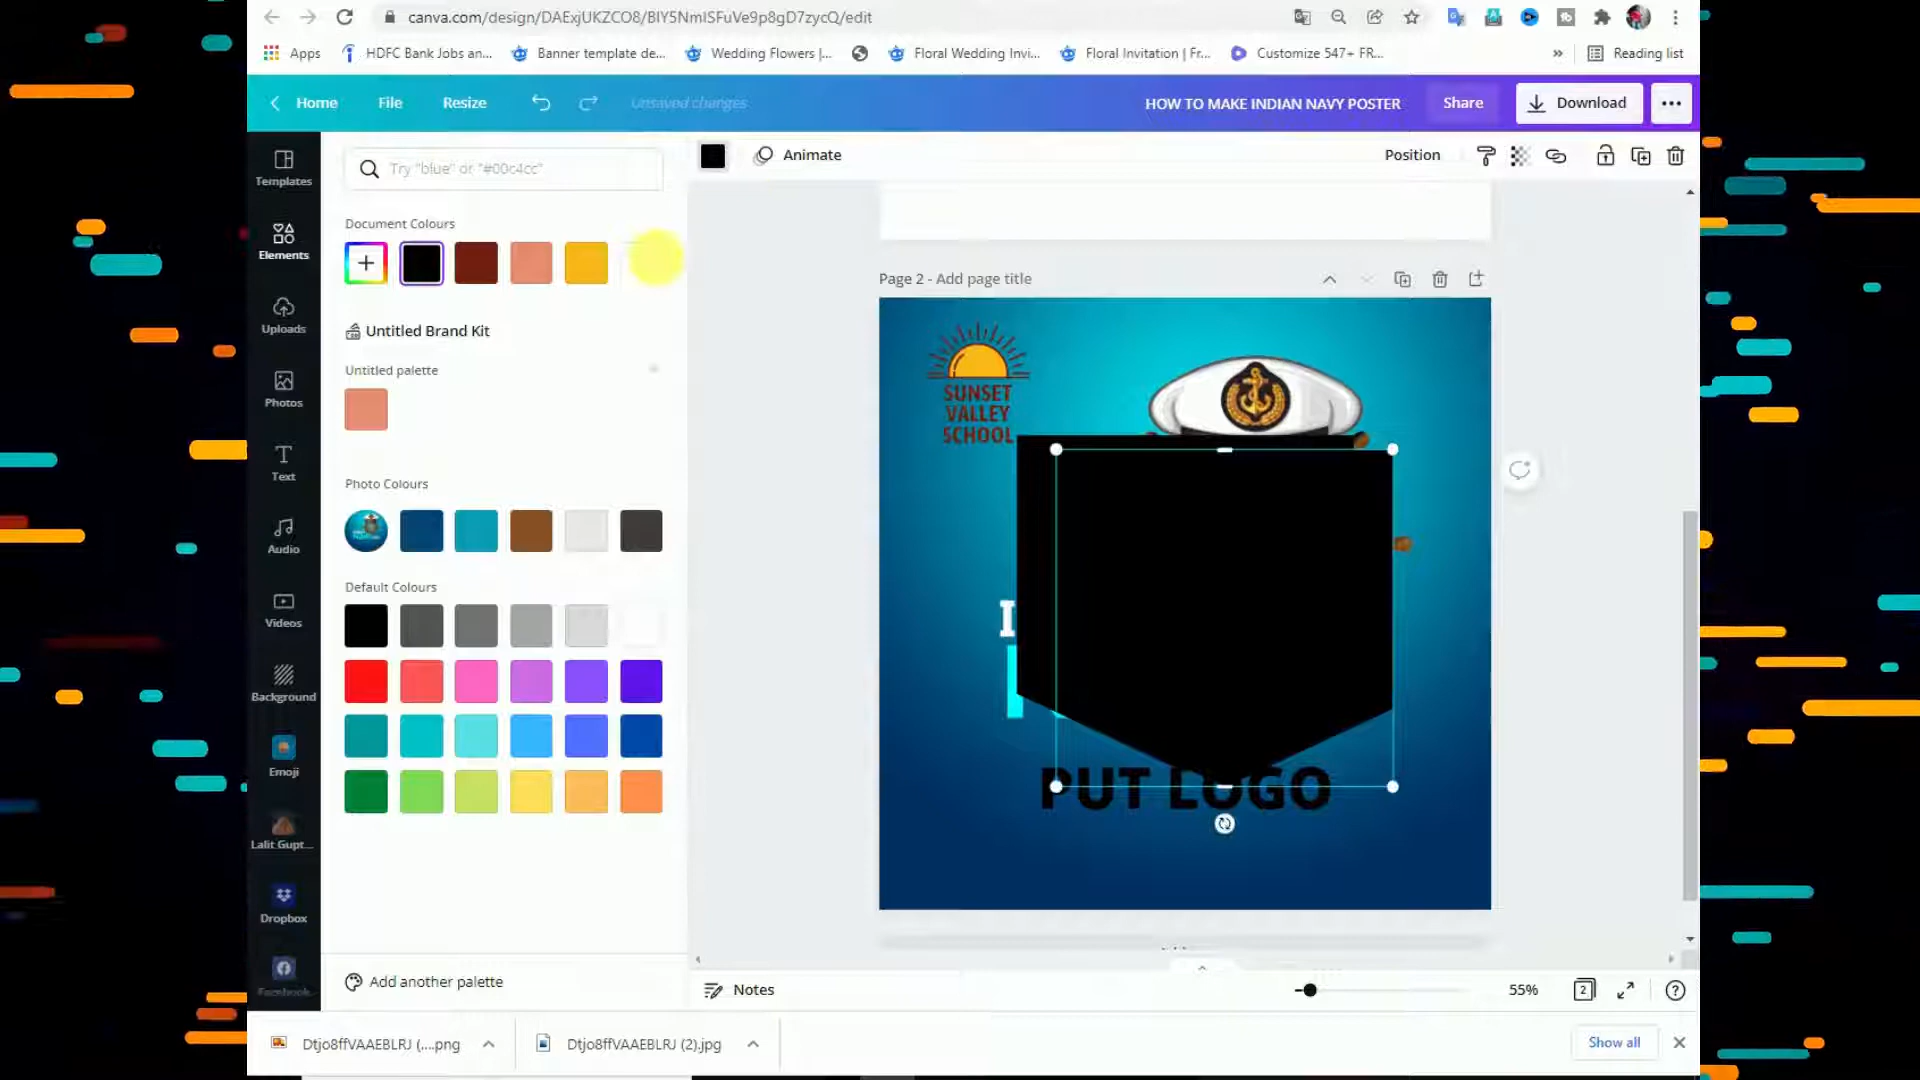 canva.com/design/DAExjUKZCO8/BlY5NmISFuVe9p8gD7zycQ/edit
Apps
HDFC Bank Jobs an...
Banner template de...
Wedding Flowers |...
Floral Wedding Invi...
Floral Invitation | Fr...
Customize 547+ FR...
»
Reading list
Home
File
Resize
Unsaved changes
HOW TO MAKE INDIAN NAVY POSTER
Share
Download
Templates
Elements
Uploads
Photos
Text
Audio
Videos
Background
Emoji
Lalit Gupt...
Dropbox
Facebook
Try "blue" or "#00c4cc"
Document Colours
Untitled Brand Kit
Untitled palette
Photo Colours
Default Colours
Add another palette
Animate
Position
Page 2 - Add page title
SUNSET
VALLEY
SCHOOL
I
PUT LOGO
Notes
55%
2
Dtjo8ffVAAEBLRJ (....png
Dtjo8ffVAAEBLRJ (2).jpg
Show all